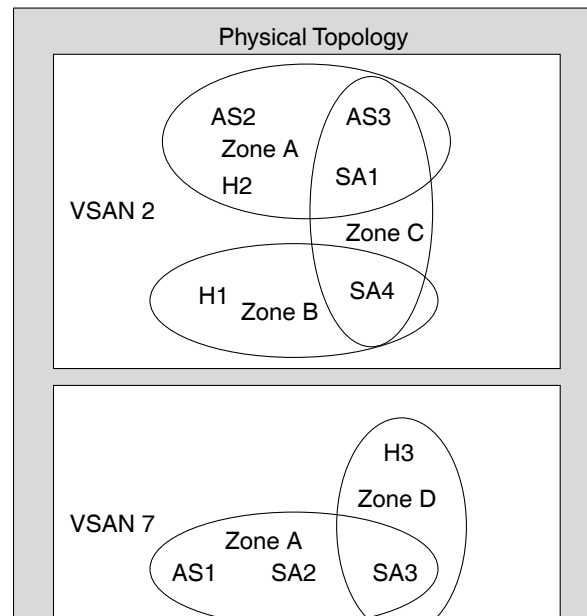 Physical Topology
AS2 AS3
Zone A
H2 SA1
VSAN 2
Zone C
H1 Zone B SA4
H3
Zone D
VSAN 7
Zone A
AS1 SA2 SA3